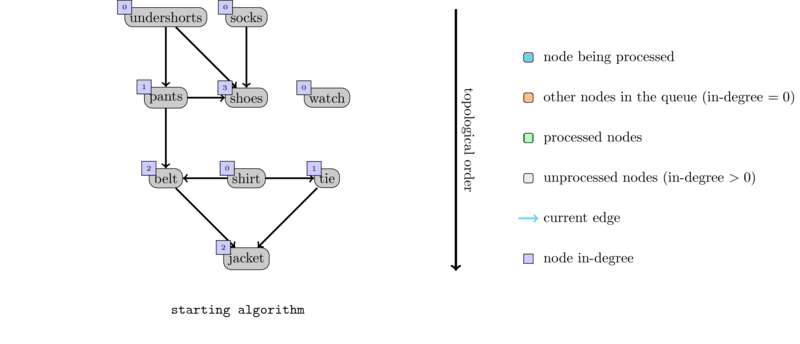 0 0
undershorts socks
1 3 0
pants shoes watch
2 0 1
belt shirt tie
2
jacket
starting algorithm
topological order
node being processed
other nodes in the queue (in-degree = 0)
processed nodes
unprocessed nodes (in-degree > 0)
current edge
node in-degree